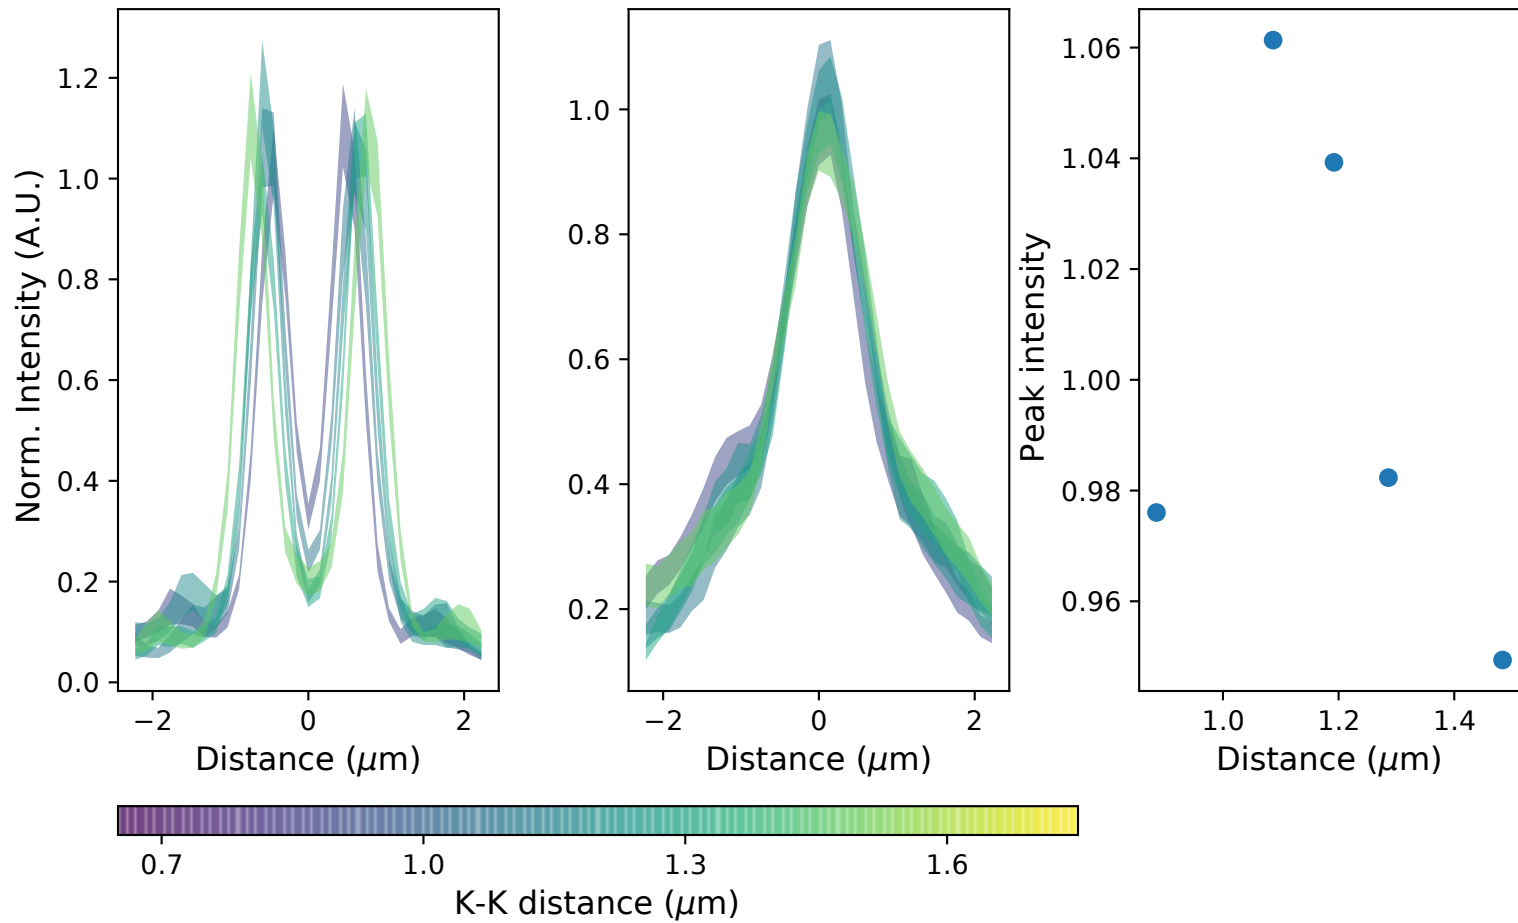 Norm. Intensity (A.U.)
1.2
1.0
0.8
0.6
0.4
0.2
0.0
−2 0 2
Distance (μm)
1.0
0.8
0.6
0.4
0.2
−2 0 2
Distance (μm)
Peak intensity
1.06
1.04
1.02
1.00
0.98
0.96
1.0 1.2 1.4
Distance (μm)
0.7 1.0 1.3 1.6
K-K distance (μm)